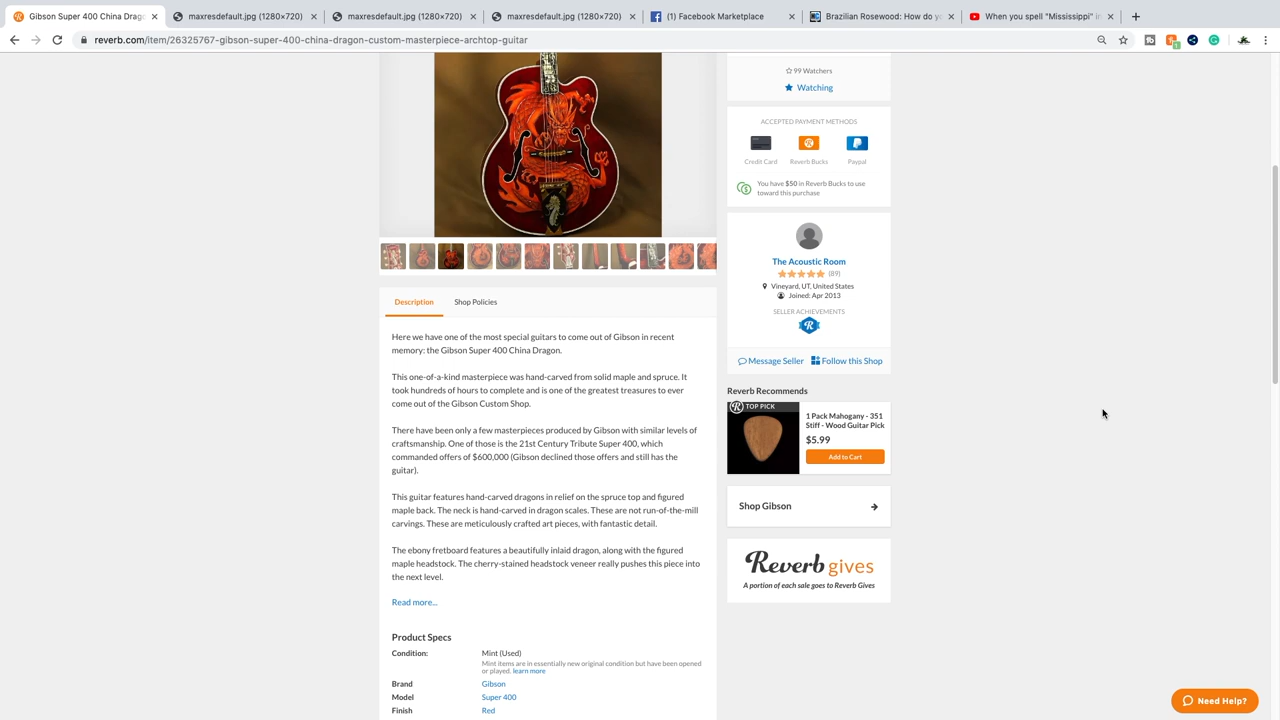 Gibson Super 400 China Drago
maxresdefault.jpg (1280×720)
maxresdefault.jpg (1280×720)
maxresdefault.jpg (1280×720)
(1) Facebook Marketplace
Brazilian Rosewood: How do yo
When you spell "Mississippi" in
reverb.com/item/26325767-gibson-super-400-china-dragon-custom-masterpiece-archtop-guitar
99 Watchers
Watching
ACCEPTED PAYMENT METHODS
Credit Card
Reverb Bucks
Paypal
You have $50 in Reverb Bucks to use
toward this purchase
The Acoustic Room
(89)
Vineyard, UT, United States
Joined: Apr 2013
SELLER ACHIEVEMENTS
Message Seller
Follow this Shop
Description
Shop Policies
Here we have one of the most special guitars to come out of Gibson in recent
memory: the Gibson Super 400 China Dragon.
This one-of-a-kind masterpiece was hand-carved from solid maple and spruce. It
took hundreds of hours to complete and is one of the greatest treasures to ever
come out of the Gibson Custom Shop.
There have been only a few masterpieces produced by Gibson with similar levels of
craftsmanship. One of those is the 21st Century Tribute Super 400, which
commanded offers of $600,000 (Gibson declined those offers and still has the
guitar).
This guitar features hand-carved dragons in relief on the spruce top and figured
maple back. The neck is hand-carved in dragon scales. These are not run-of-the-mill
carvings. These are meticulously crafted art pieces, with fantastic detail.
The ebony fretboard features a beautifully inlaid dragon, along with the figured
maple headstock. The cherry-stained headstock veneer really pushes this piece into
the next level.
Read more...
Product Specs
Condition:
Mint (Used)
Mint items are in essentially new original condition but have been opened
or played. learn more
Brand
Gibson
Model
Super 400
Finish
Red
Reverb Recommends
TOP PICK
1 Pack Mahogany - 351
Stiff - Wood Guitar Pick
$5.99
Add to Cart
Shop Gibson
Reverb gives
A portion of each sale goes to Reverb Gives
Need Help?